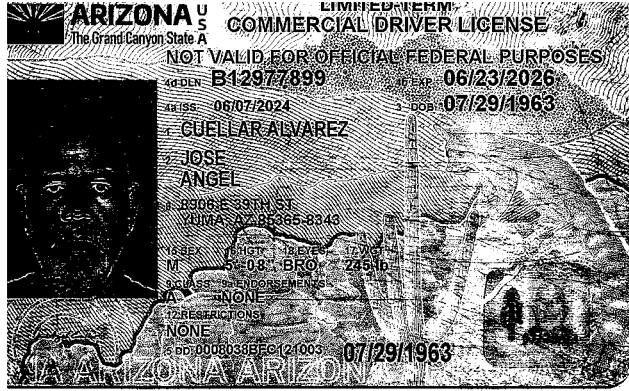 ARIZONA USA
The Grand Canyon State
LIMITED-TERM
COMMERCIAL DRIVER LICENSE
NOT VALID FOR OFFICIAL FEDERAL PURPOSES
4d DLN B12977899 4b EXP 06/23/2026
4a ISS 06/07/2024 3 DOB 07/29/1963
1 CUELLAR ALVAREZ
2 JOSE
ANGEL
8 8906 E 39TH ST
YUMA, AZ 85365-8343
15 SEX 16 HGT 18 EYES 17 WGT
M 5'-08" BRO 245 lb
9 CLASS 9a ENDORSEMENTS
A NONE
12 RESTRICTIONS
NONE
5 DD 07/29/1963
ARIZONA ARIZONA